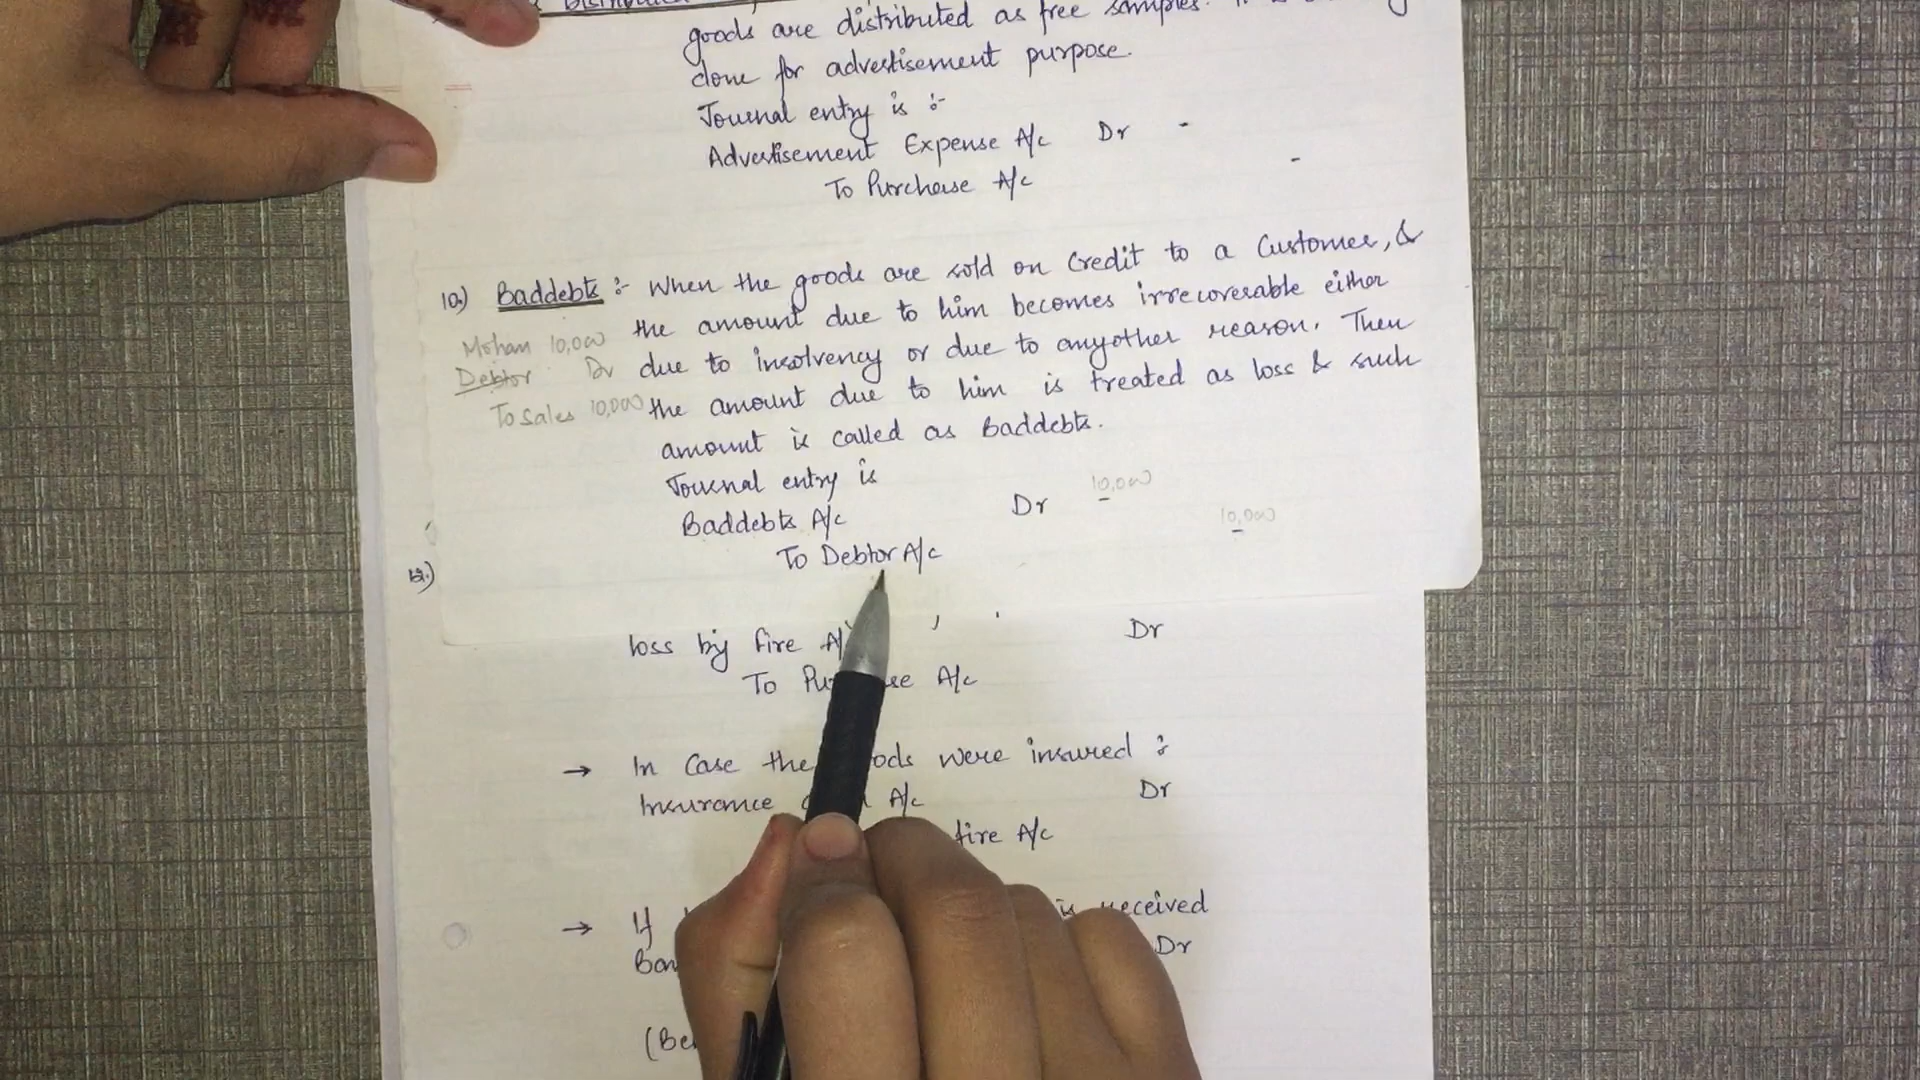 Distributed
goods are distributed as free samples.
done for advertisement purpose.
Journal entry is :-
Advertisement Expense A/c Dr -
To Purchase A/c -
10.) Baddebts :- When the goods are sold on Credit to a Customer, &
the amount due to him becomes irrecoverable either
due to insolvency or due to anyother reason. Then
the amount due to him is treated as loss & such
amount is called as Baddebts.
Mohan 10,000
Debtor Dr
To Sales 10,000
Journal entry is
Baddebts A/c Dr 10,000
To Debtor A/c 10,000
12.)
loss by fire Dr
To A/c
→ In Case the were insured :
Insurance A/c Dr
fire A/c
→ If is received
Dr